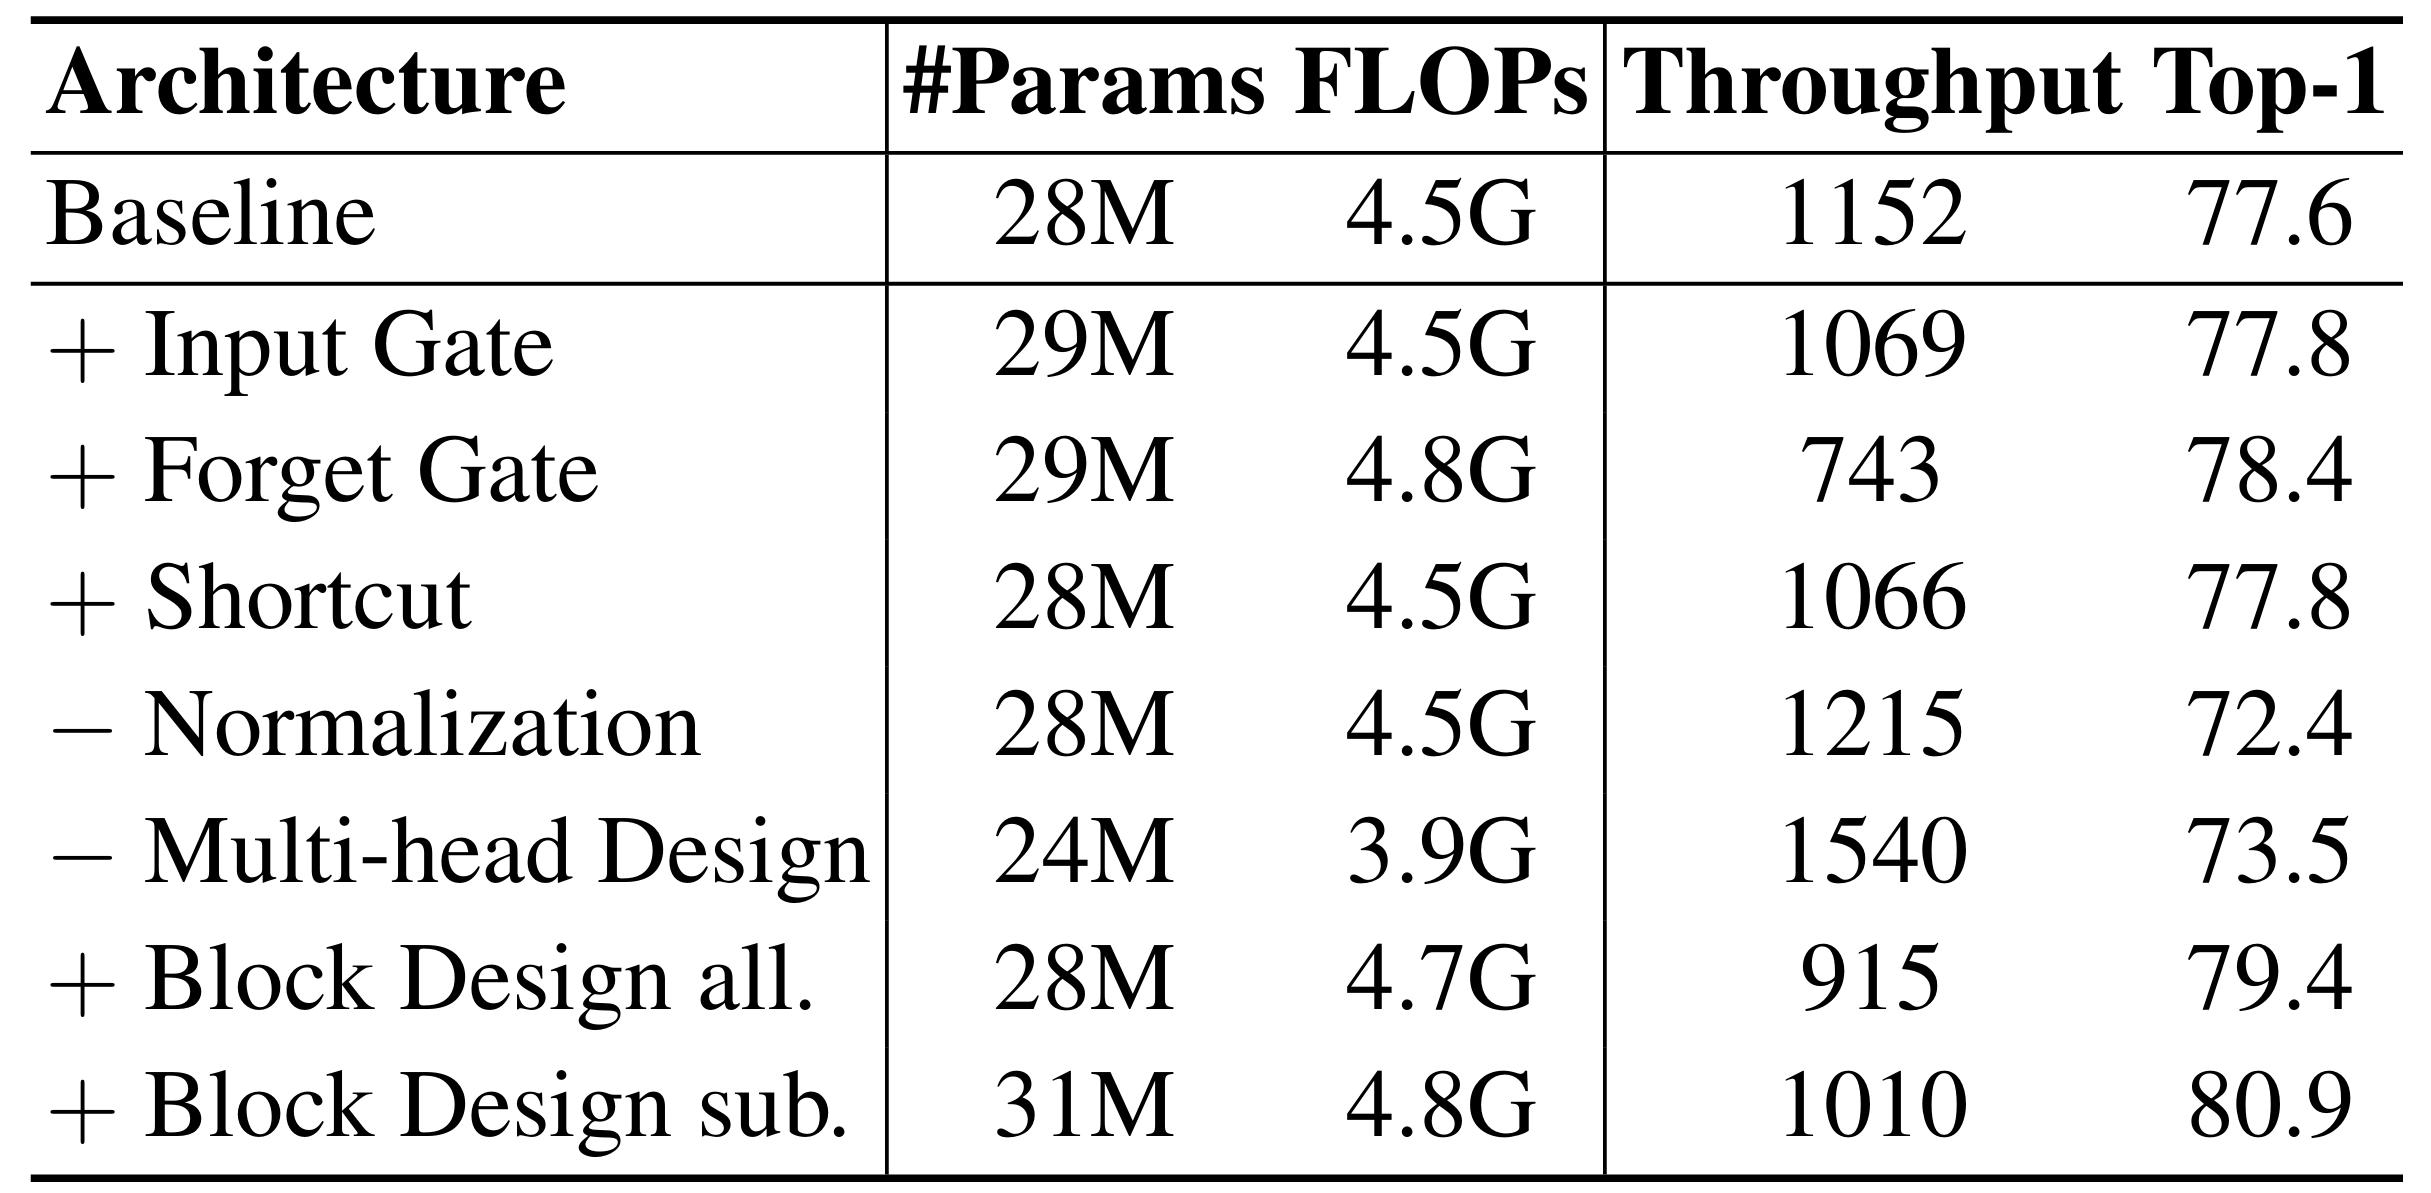 Architecture #Params FLOPs Throughput Top-1
Baseline 28M 4.5G 1152 77.6
+ Input Gate 29M 4.5G 1069 77.8
+ Forget Gate 29M 4.8G 743 78.4
+ Shortcut 28M 4.5G 1066 77.8
− Normalization 28M 4.5G 1215 72.4
− Multi-head Design 24M 3.9G 1540 73.5
+ Block Design all. 28M 4.7G 915 79.4
+ Block Design sub. 31M 4.8G 1010 80.9